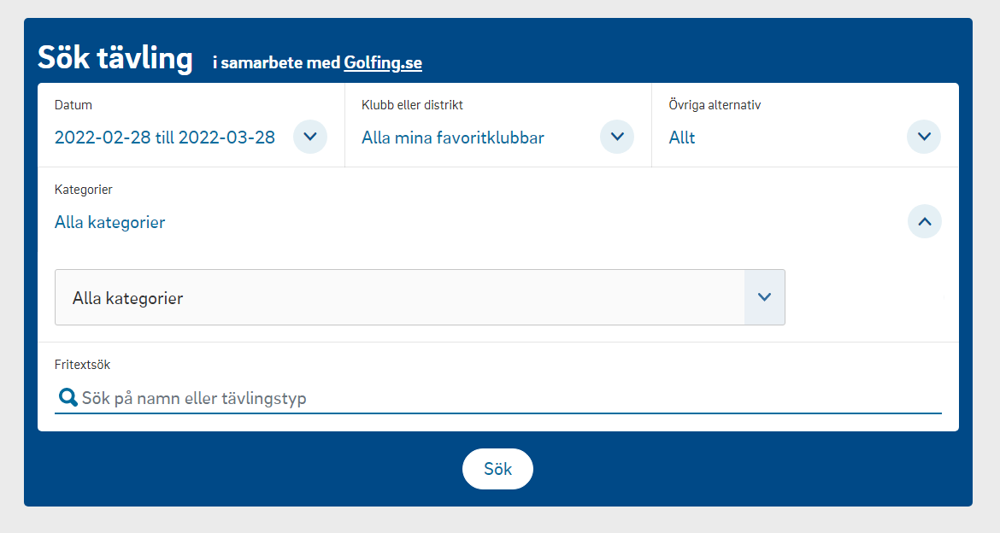 Sök tävling i samarbete med Golfing.se
Datum
2022-02-28 till 2022-03-28
Klubb eller distrikt
Alla mina favoritklubbar
Övriga alternativ
Allt
Kategorier
Alla kategorier
Alla kategorier
Fritextsök
Sök på namn eller tävlingstyp
Sök